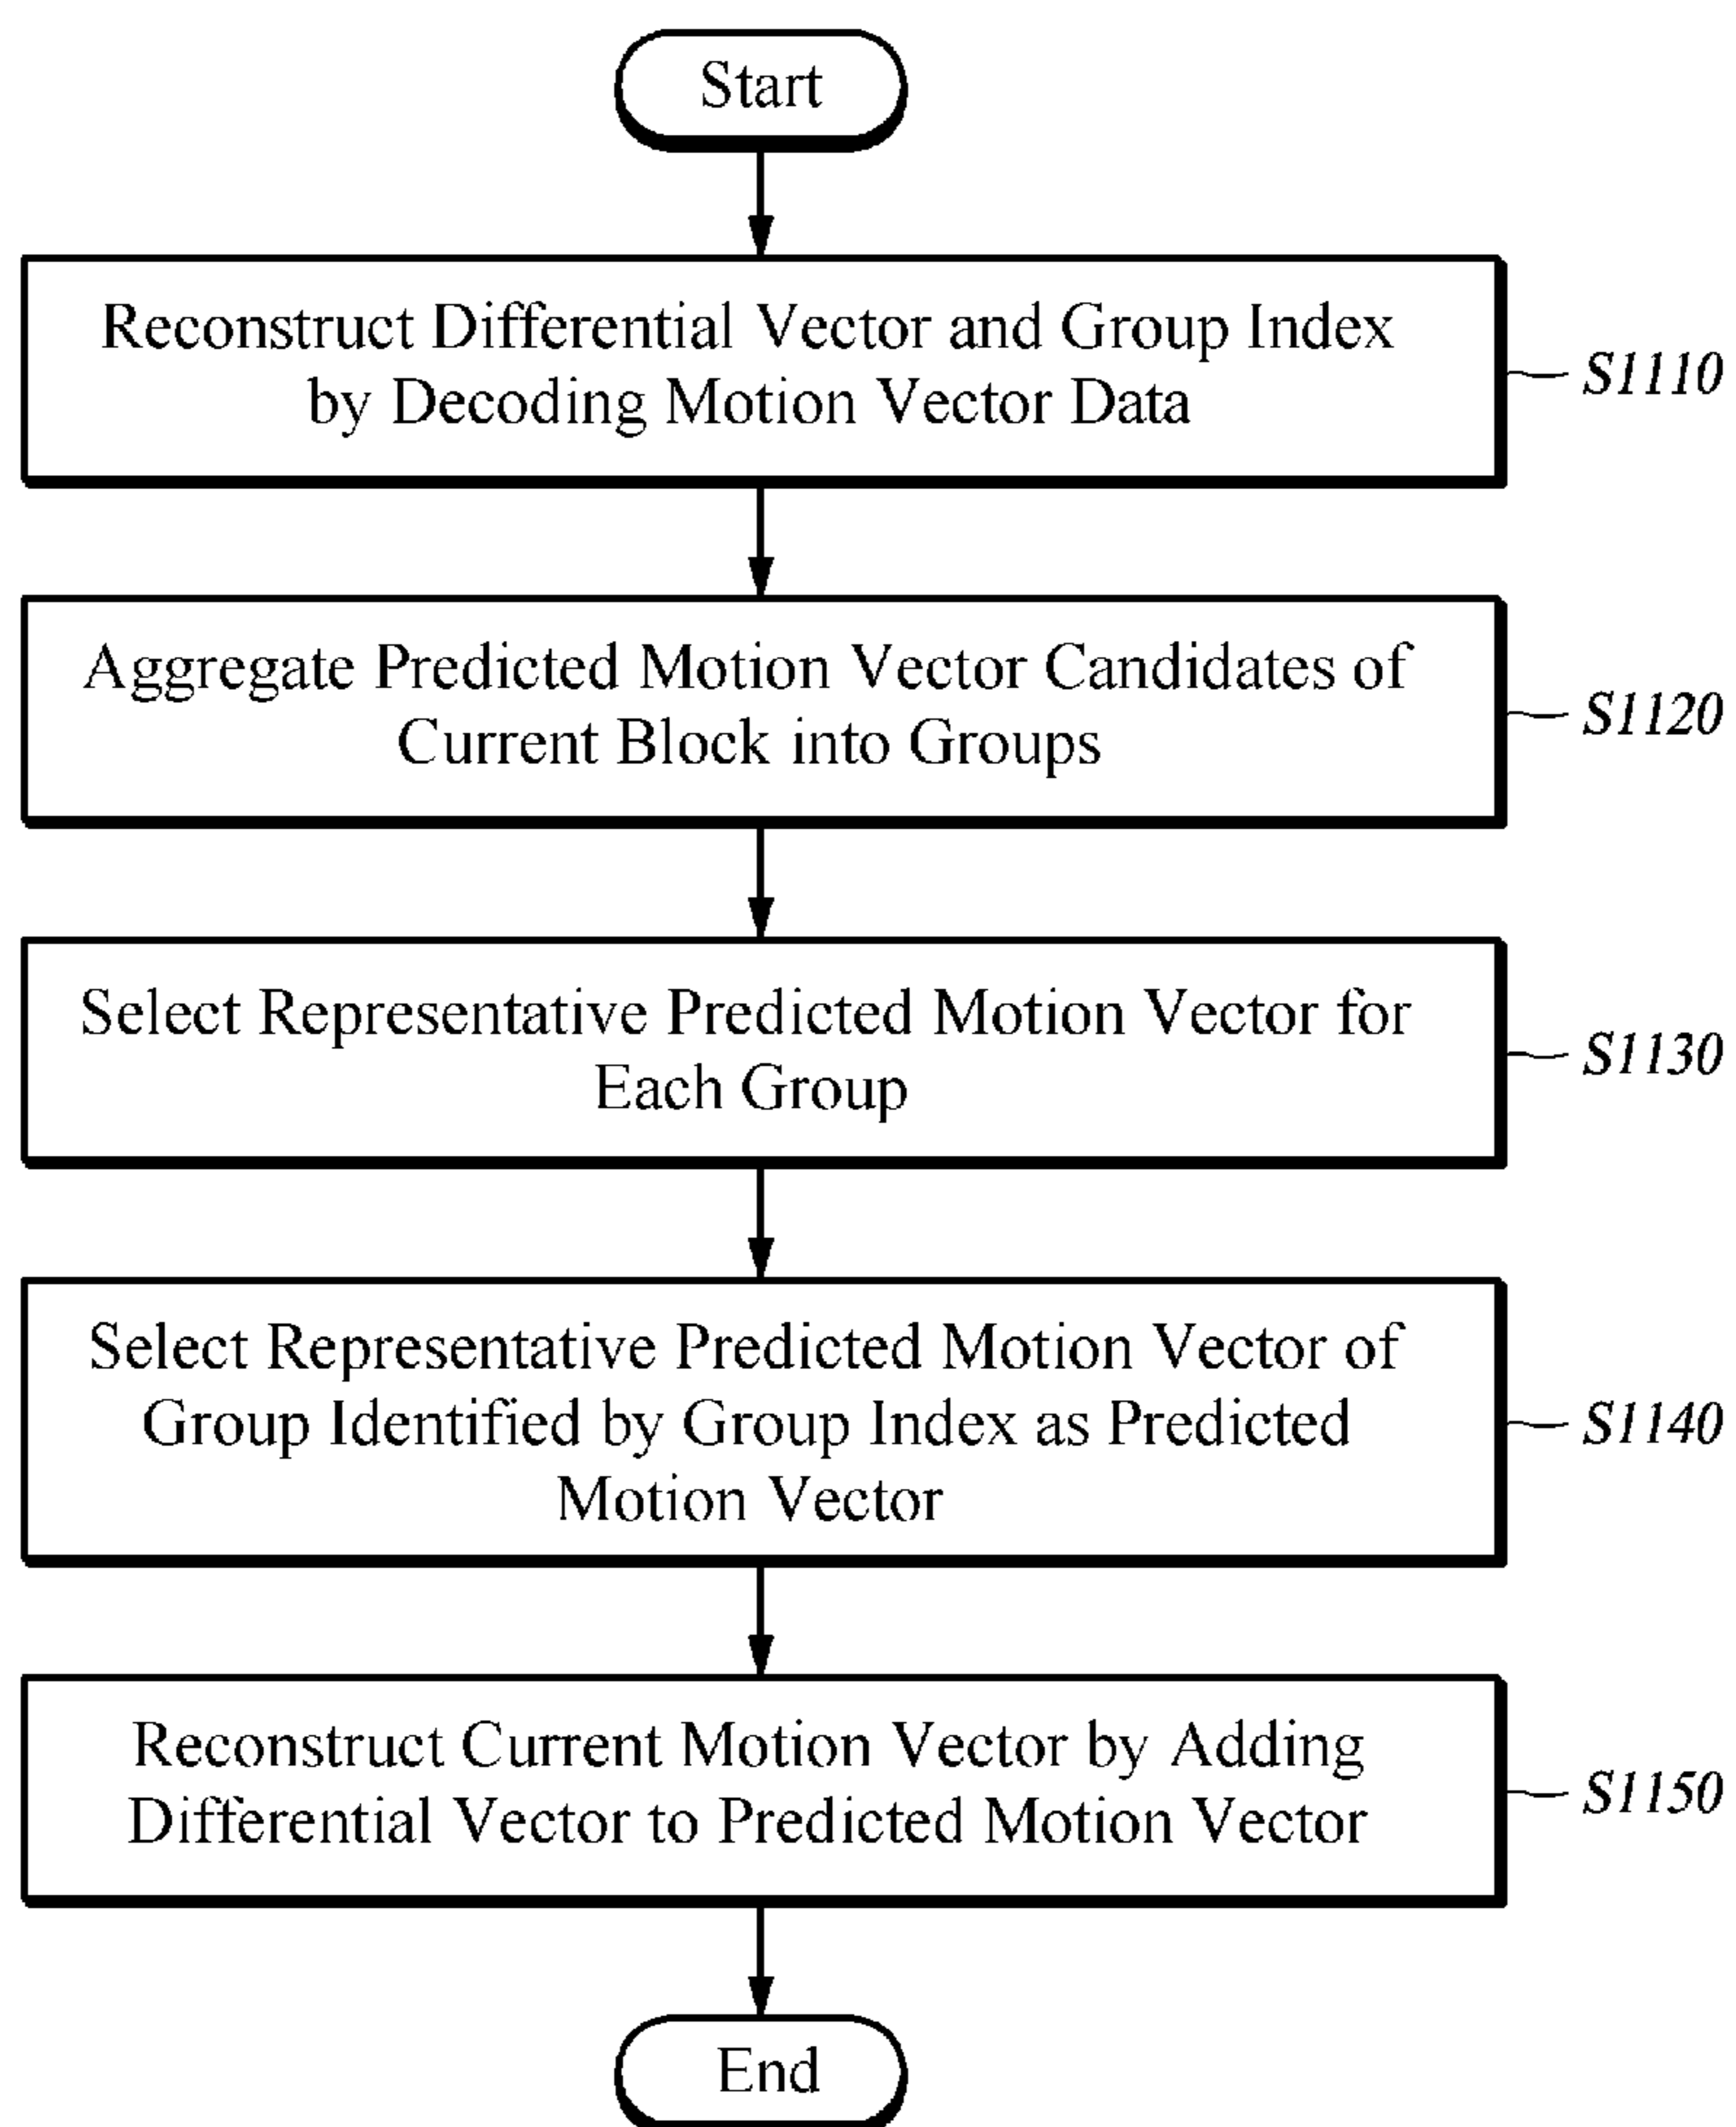 Start
Reconstruct Differential Vector and Group Index
by Decoding Motion Vector Data
S1110
Aggregate Predicted Motion Vector Candidates of
Current Block into Groups
S1120
Select Representative Predicted Motion Vector for
Each Group
S1130
Select Representative Predicted Motion Vector of
Group Identified by Group Index as Predicted
Motion Vector
S1140
Reconstruct Current Motion Vector by Adding
Differential Vector to Predicted Motion Vector
S1150
End